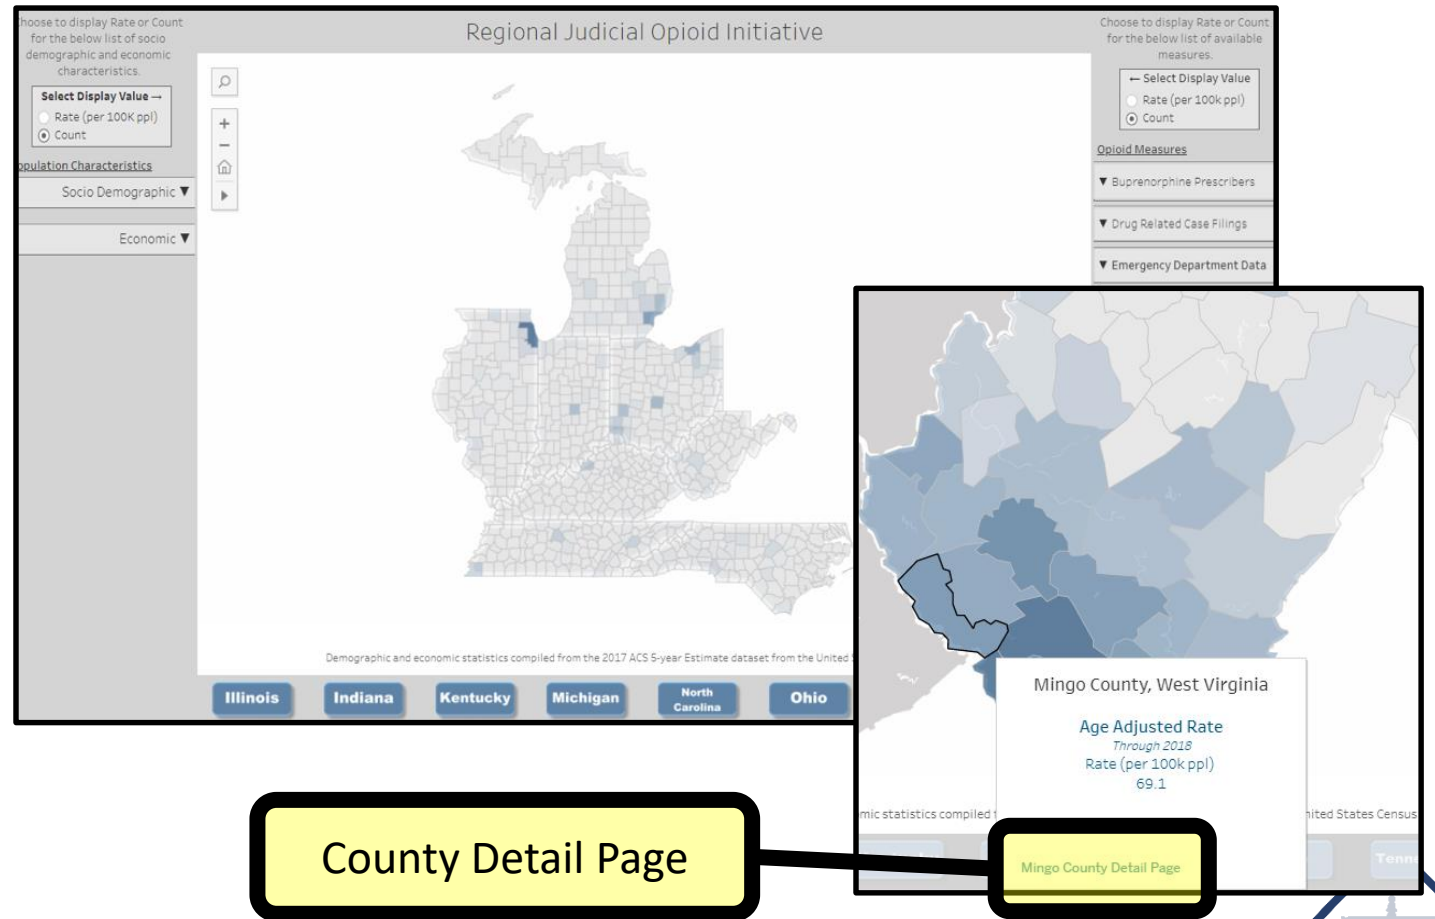 Regional Judicial Opioid Initiative
Choose to display Rate or Count
for the below list of socio
demographic and economic
characteristics.
Select Display Value →
Rate (per 100K ppl)
Count
Population Characteristics
Socio Demographic ▼
Economic ▼
Choose to display Rate or Count
for the below list of available
measures.
← Select Display Value
Rate (per 100k ppl)
Count
Opioid Measures
▼ Buprenorphine Prescribers
▼ Drug Related Case Filings
▼ Emergency Department Data
Demographic and economic statistics compiled from the 2017 ACS 5-year Estimate dataset from the United
Illinois
Indiana
Kentucky
Michigan
North
Carolina
Ohio
Mingo County, West Virginia
Age Adjusted Rate
Through 2018
Rate (per 100k ppl)
69.1
statistics compiled
United States Census
Mingo County Detail Page
County Detail Page